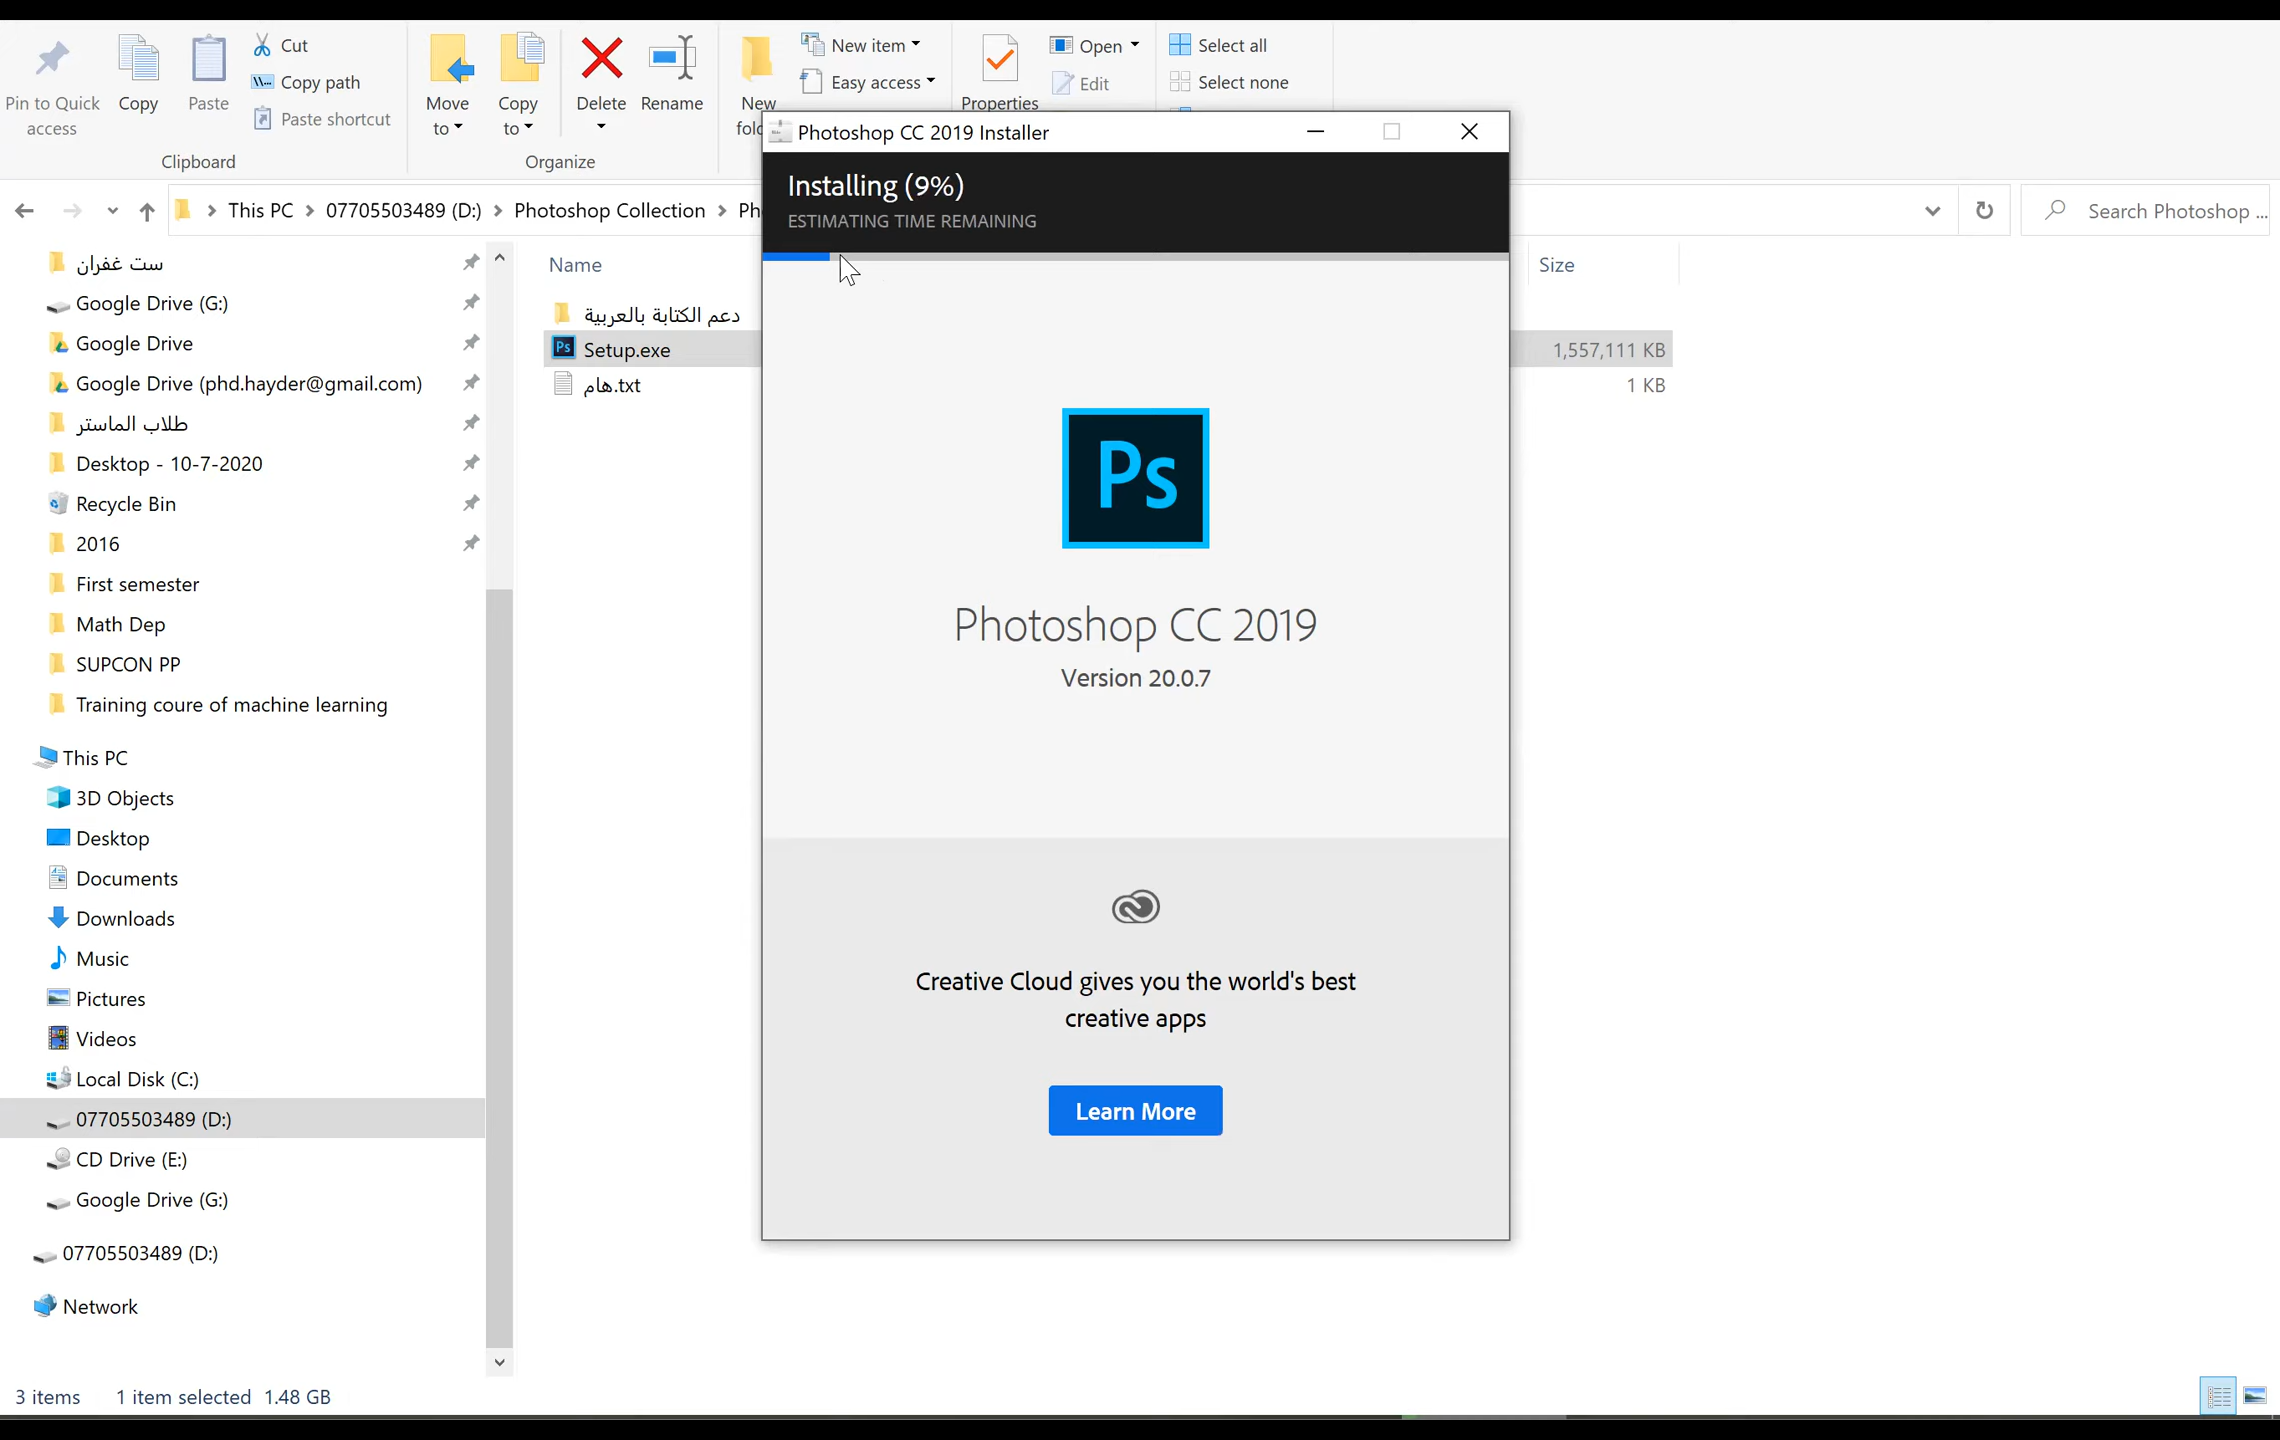 Pin to Quick access
Copy
Paste
Cut
Copy path
Paste shortcut
Clipboard
Move to
Copy to
Delete
Rename
Organize
New
New item
Easy access
Properties
Open
Edit
Select all
Select none
This PC > 07705503489 (D:) > Photoshop Collection >
Search Photoshop ...
ست غفران
Google Drive (G:)
Google Drive
Google Drive (phd.hayder@gmail.com)
طلاب الماستر
Desktop - 10-7-2020
Recycle Bin
2016
First semester
Math Dep
SUPCON PP
Training coure of machine learning
This PC
3D Objects
Desktop
Documents
Downloads
Music
Pictures
Videos
Local Disk (C:)
07705503489 (D:)
CD Drive (E:)
Google Drive (G:)
07705503489 (D:)
Network
Name
Size
دعم الكتابة بالعربية
Setup.exe
1,557,111 KB
هام.txt
1 KB
Photoshop CC 2019 Installer
Installing (9%)
ESTIMATING TIME REMAINING
Ps
Photoshop CC 2019
Version 20.0.7
Creative Cloud gives you the world's best
creative apps
Learn More
3 items
1 item selected 1.48 GB